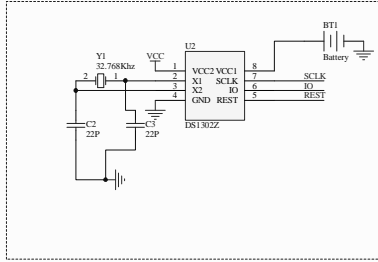 BT1
Battery
U2
Y1
32.768Khz
VCC
2 1
1 VCC2 VCC1 8
2 X1 SCLK 7 SCLK
3 X2 IO 6 IO
4 GND REST 5 REST
DS1302Z
C2
22P
C3
22P